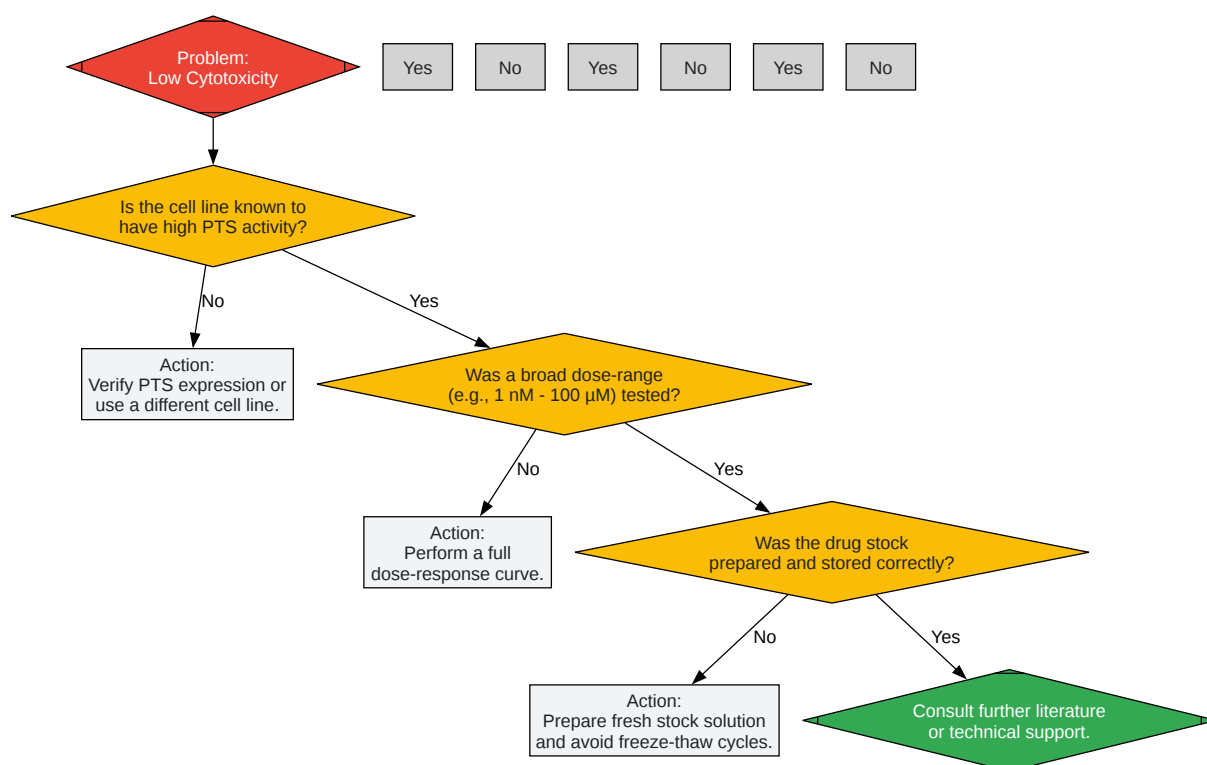 Problem:
Low Cytotoxicity
Yes
No
Yes
No
Yes
No
Is the cell line known to
have high PTS activity?
No
Yes
Action:
Verify PTS expression or
use a different cell line.
Was a broad dose-range
(e.g., 1 nM - 100 µM) tested?
No
Yes
Action:
Perform a full
dose-response curve.
Was the drug stock
prepared and stored correctly?
No
Yes
Action:
Prepare fresh stock solution
and avoid freeze-thaw cycles.
Consult further literature
or technical support.